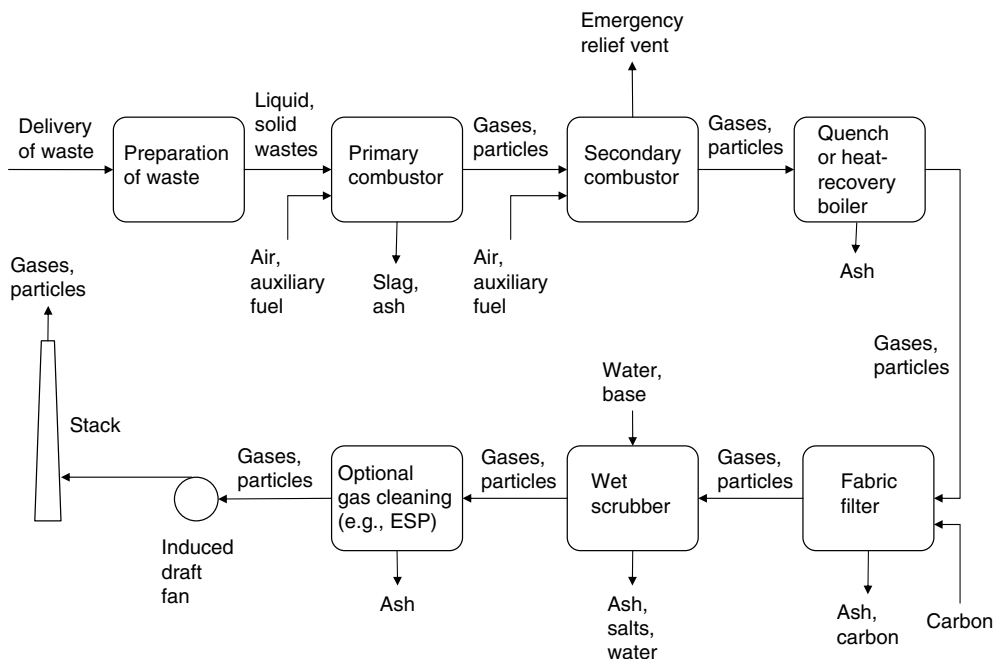 Emergency
relief vent
Delivery
of waste
Preparation
of waste
Liquid,
solid
wastes
Primary
combustor
Gases,
particles
Secondary
combustor
Gases,
particles
Quench
or heat-
recovery
boiler
Air,
auxiliary
fuel
Slag,
ash
Air,
auxiliary
fuel
Ash
Gases,
particles
Gases,
particles
Stack
Induced
draft
fan
Gases,
particles
Optional
gas cleaning
(e.g., ESP)
Ash
Gases,
particles
Water,
base
Wet
scrubber
Ash,
salts,
water
Gases,
particles
Fabric
filter
Ash,
carbon
Carbon